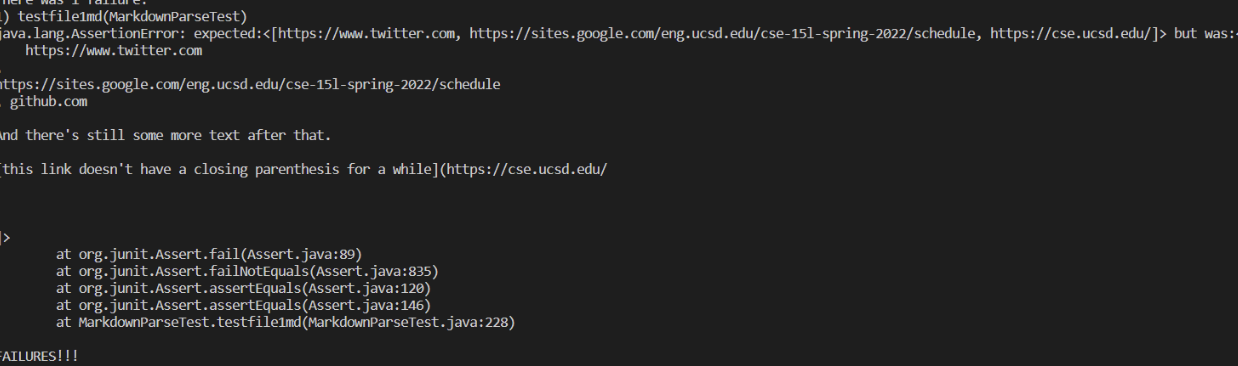 here was 1 failure:
1) testfile1md(MarkdownParseTest)
java.lang.AssertionError: expected:<[https://www.twitter.com, https://sites.google.com/eng.ucsd.edu/cse-15l-spring-2022/schedule, https://cse.ucsd.edu/]> but was:<
    https://www.twitter.com
,
https://sites.google.com/eng.ucsd.edu/cse-15l-spring-2022/schedule
, github.com
And there's still some more text after that.
[this link doesn't have a closing parenthesis for a while](https://cse.ucsd.edu/
]>
        at org.junit.Assert.fail(Assert.java:89)
        at org.junit.Assert.failNotEquals(Assert.java:835)
        at org.junit.Assert.assertEquals(Assert.java:120)
        at org.junit.Assert.assertEquals(Assert.java:146)
        at MarkdownParseTest.testfile1md(MarkdownParseTest.java:228)
FAILURES!!!